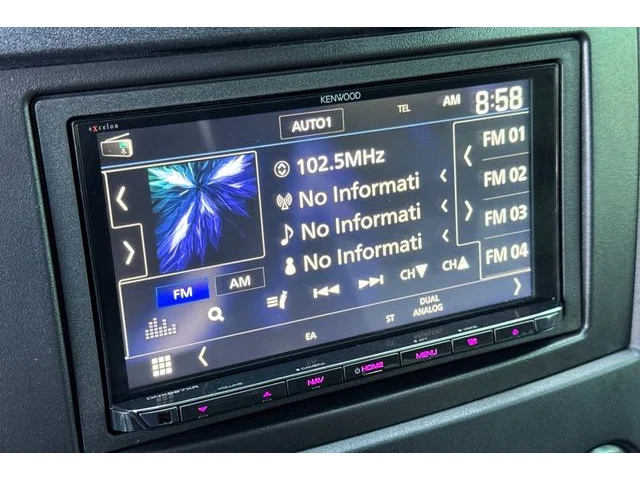 KENWOOD
eXcelon
AUTO1
TEL
AM 8:58
102.5MHz
No Informati
No Informati
No Informati
FM 01
FM 02
FM 03
FM 04
FM
AM
CH▼
CH▲
EA
ST
DUAL
ANALOG
VOLUME
NAV
HOME
MENU